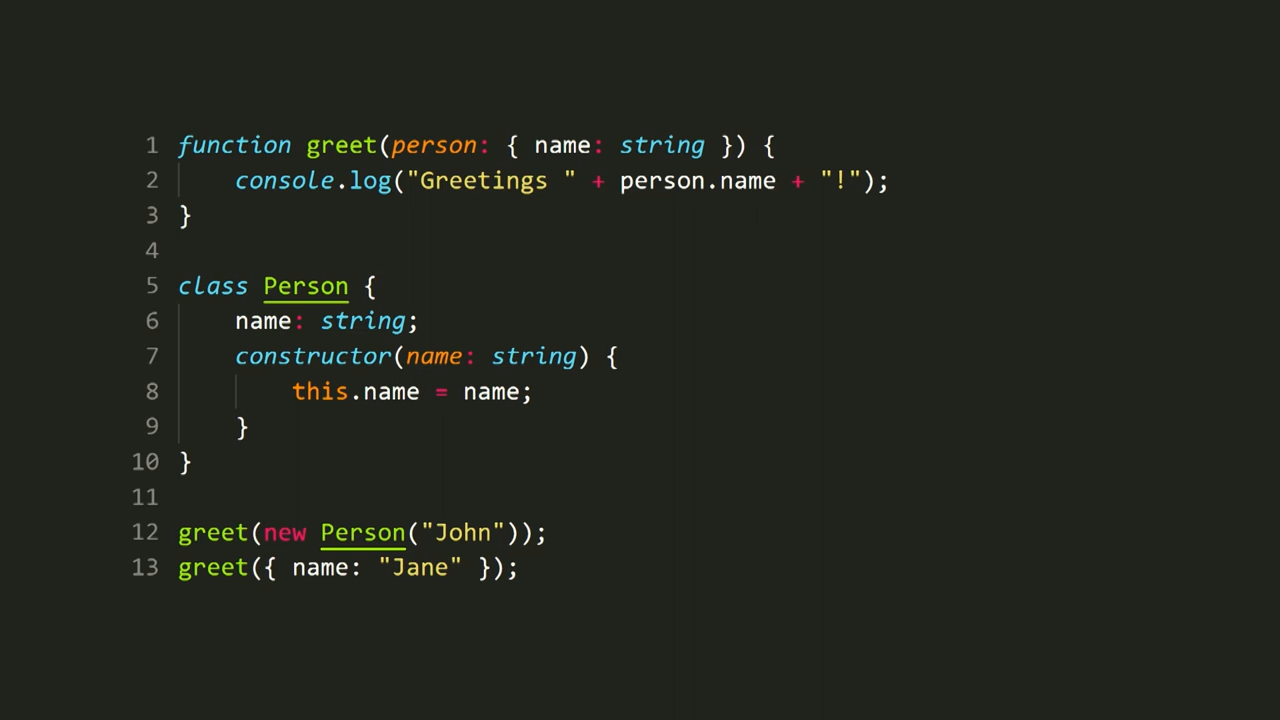 1 function greet(person: { name: string }) {
2     console.log("Greetings " + person.name + "!");
3 }
4
5 class Person {
6     name: string;
7     constructor(name: string) {
8         this.name = name;
9     }
10 }
11
12 greet(new Person("John"));
13 greet({ name: "Jane" });